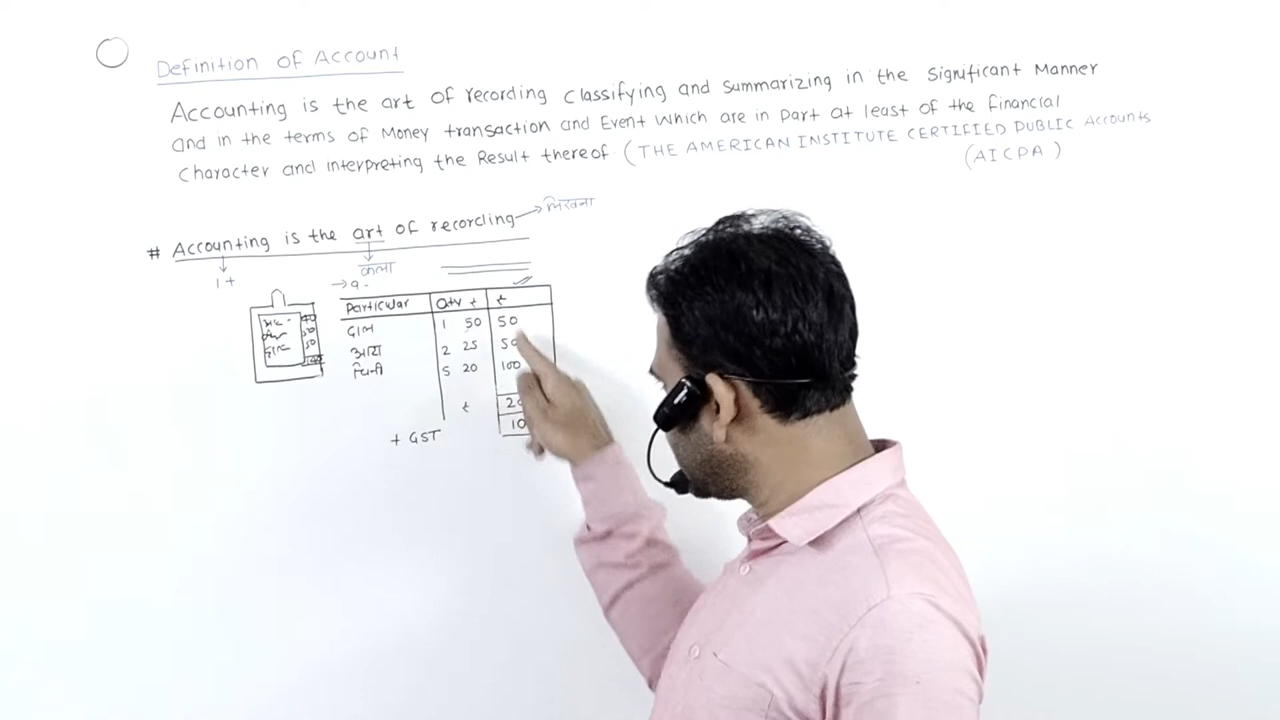 Definition of Account
Accounting is the art of recording classifying and summarizing in the significant Manner
and in the terms of Money transaction and Event which are in Part at least of the financial
Character and interpreting the Result thereof (THE AMERICAN INSTITUTE CERTIFIED PUBLIC Accounts
(AICPA)
# Accounting is the art of recording लिखना
कला
1+
Particular Qty ₹ ₹
दाल 1 50 50
आटा 2 25 50
चिनी 5 20 100
₹
+ GST